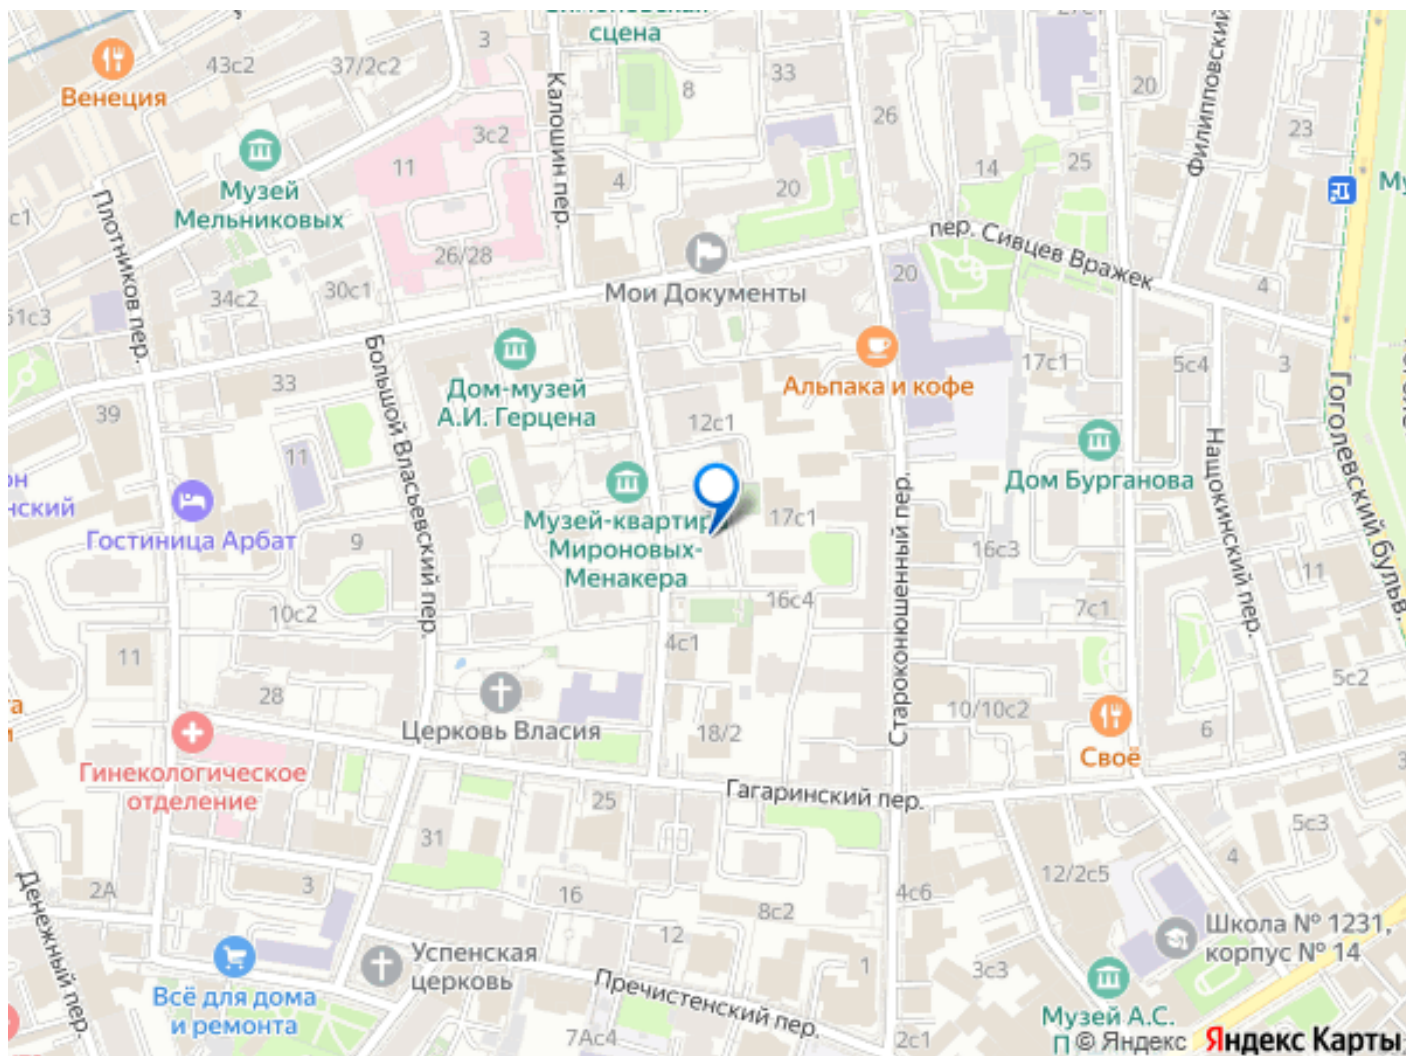 сцена
3
Венеция
43с2
37/2с2
33
8
26
20
23
Калошин пер.
Филипповский
3с2
Музей
Мельниковых
11
4
20
14
25
Плотников пер.
26/28
пер. Сивцев Вражек
34с2
30с1
Мои Документы
20
4
51с3
Большой Власьевский пер.
Дом-музей
А.И. Герцена
Альпака и кофе
17с1
5с4
3
Гоголевский бульв.
33
39
12с1
11
Дом Бурганова
Нащокинский пер.
Гостиница Арбат
Музей-квартира
Мироновых-
Менакера
17с1
Староконюшенный пер.
16с3
9
10с2
16с4
7с1
11
11
4с1
5с2
28
Церковь Власия
18/2
10/10с2
6
Своё
Гинекологическое
отделение
Гагаринский пер.
25
31
5с3
4
12/2с5
2А
3
16
4с6
8с2
Денежный пер.
12
Школа № 1231,
корпус № 14
Успенская
церковь
1
3с3
Всё для дома
и ремонта
Пречистенский пер.
Музей А.С.
7Ас4
2с1
П © Яндекс Яндекс Карты